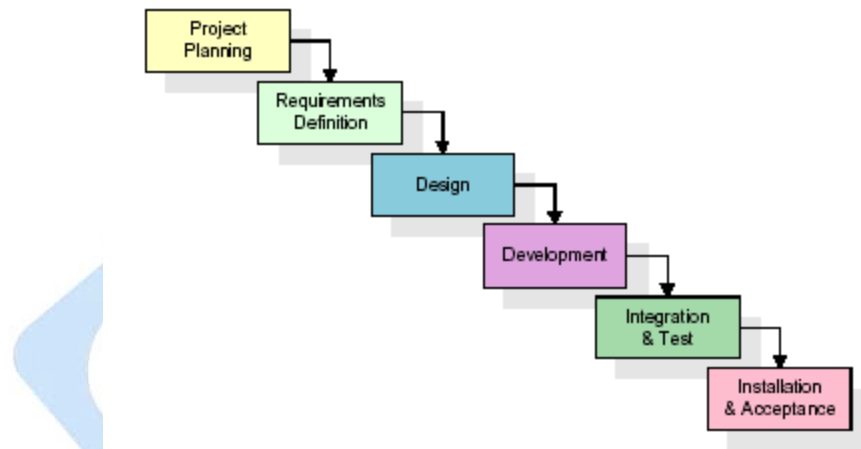 Project
Planning
Requirements
Definition
Design
Development
Integration
& Test
Installation
& Acceptance